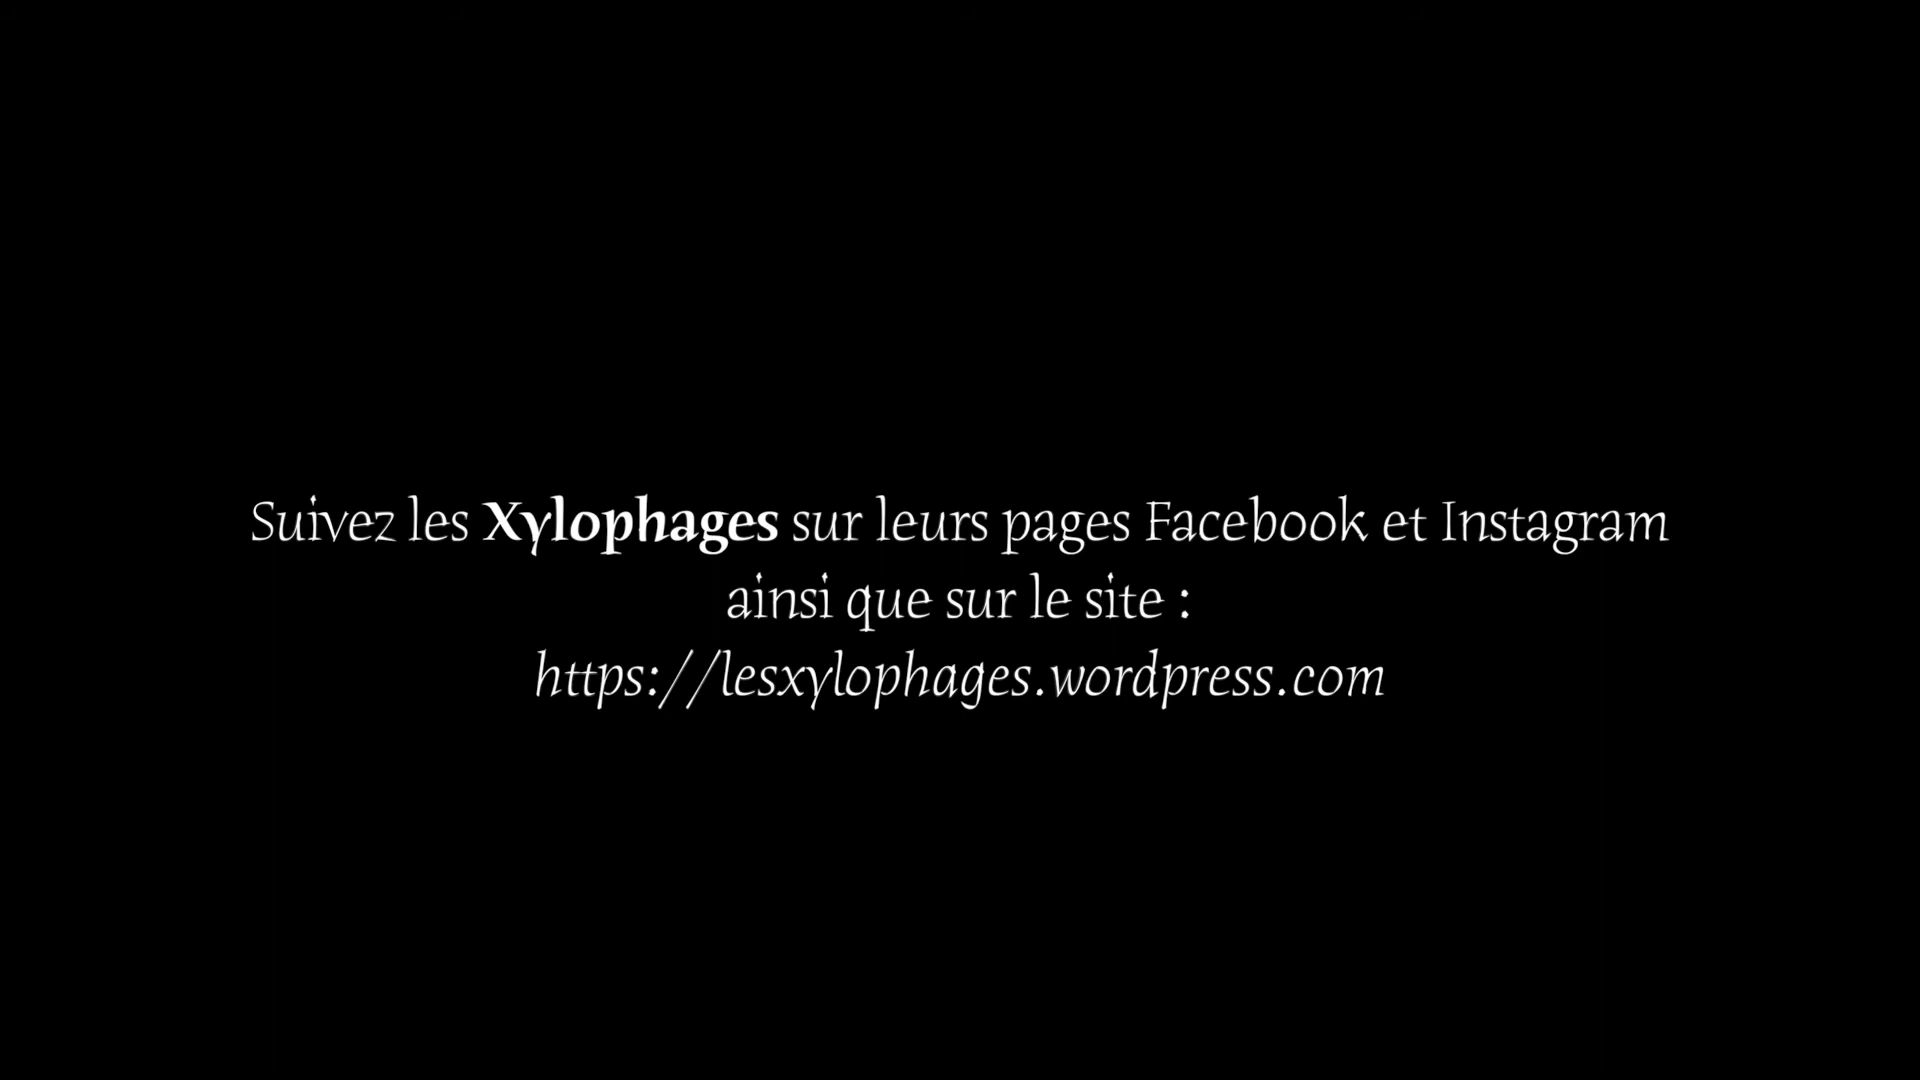 Suivez les Xylophages sur leurs pages Facebook et Instagram
ainsi que sur le site :
https://lesxylophages.wordpress.com